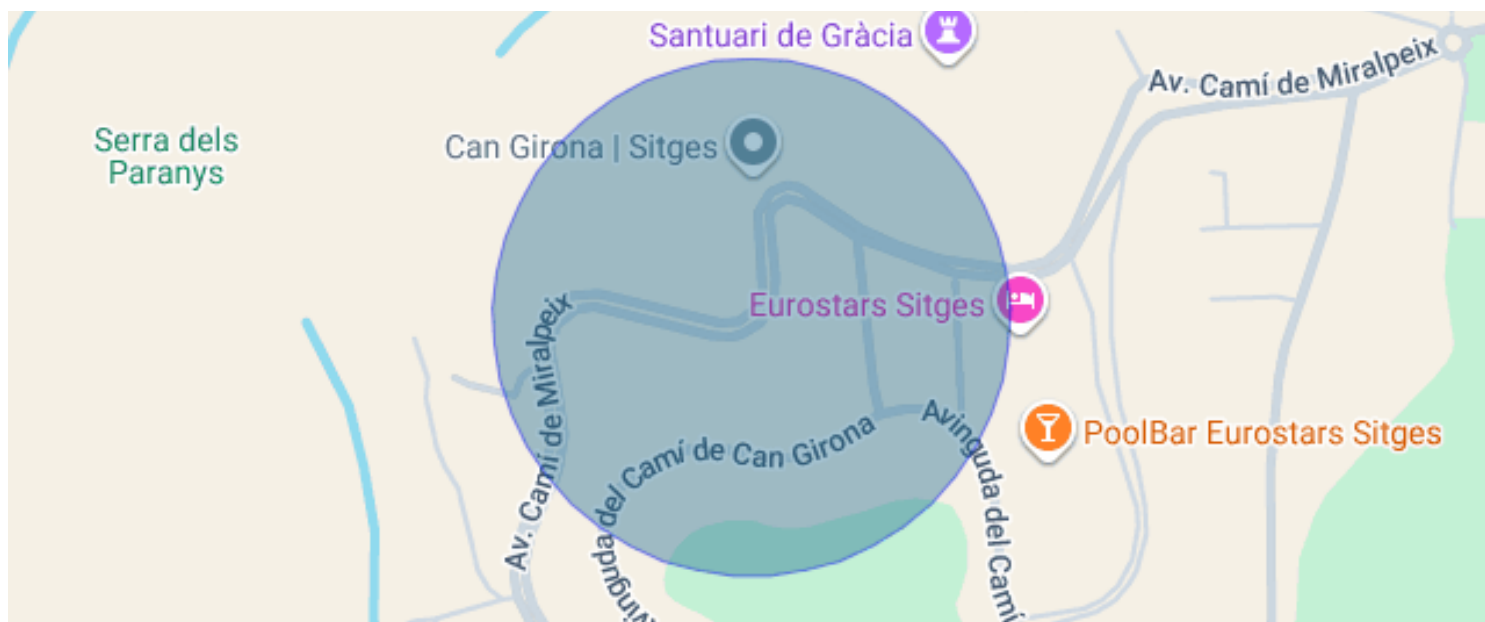 Santuari de Gràcia
Av. Camí de Miralpeix
Serra dels
Paranys
Can Girona | Sitges
Eurostars Sitges
Av. Camí de Miralpeix
Avinguda del Camí
PoolBar Eurostars Sitges
Avinguda del Camí de Can Girona